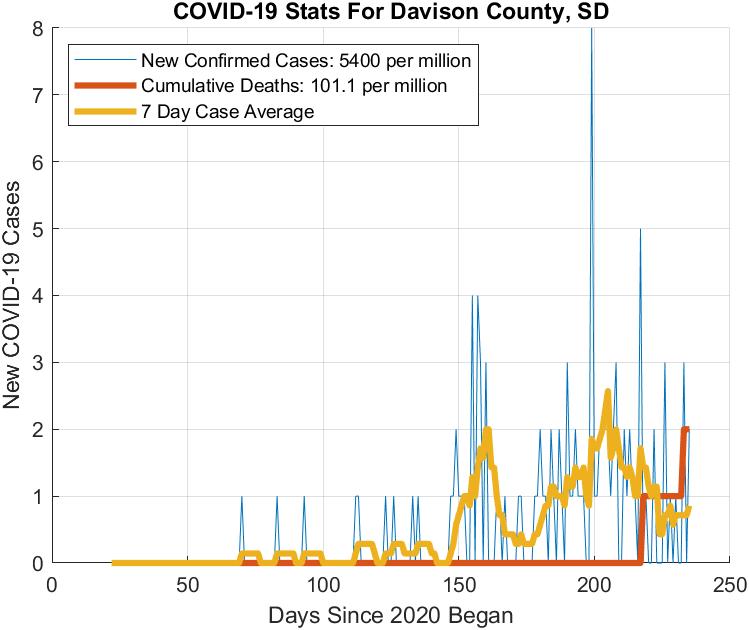 COVID-19 Stats For Davison County, SD
New Confirmed Cases: 5400 per million
Cumulative Deaths: 101.1 per million
7 Day Case Average
New COVID-19 Cases
8
7
6
5
4
3
2
1
0
0 50 100 150 200 250
Days Since 2020 Began